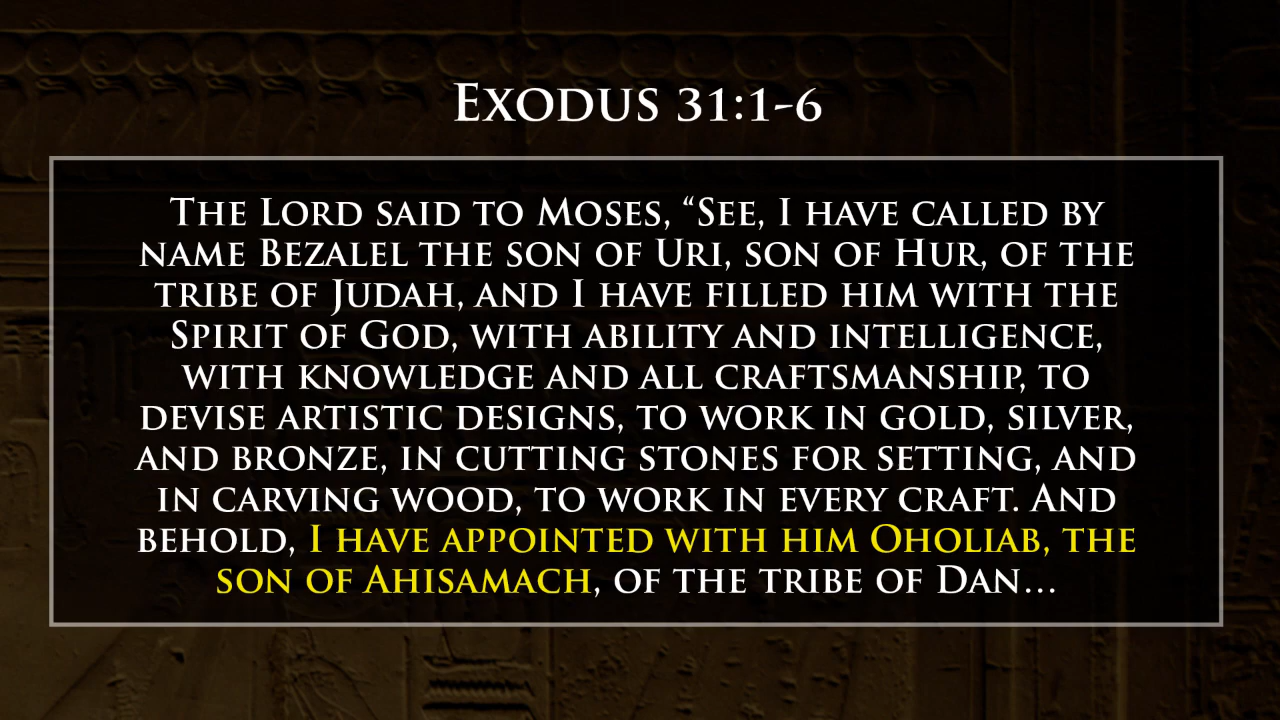 Exodus 31:1-6
The Lord said to Moses, “See, I have called by
name Bezalel the son of Uri, son of Hur, of the
tribe of Judah, and I have filled him with the
Spirit of God, with ability and intelligence,
with knowledge and all craftsmanship, to
devise artistic designs, to work in gold, silver,
and bronze, in cutting stones for setting, and
in carving wood, to work in every craft. And
behold, I have appointed with him Oholiab, the
son of Ahisamach, of the tribe of Dan…